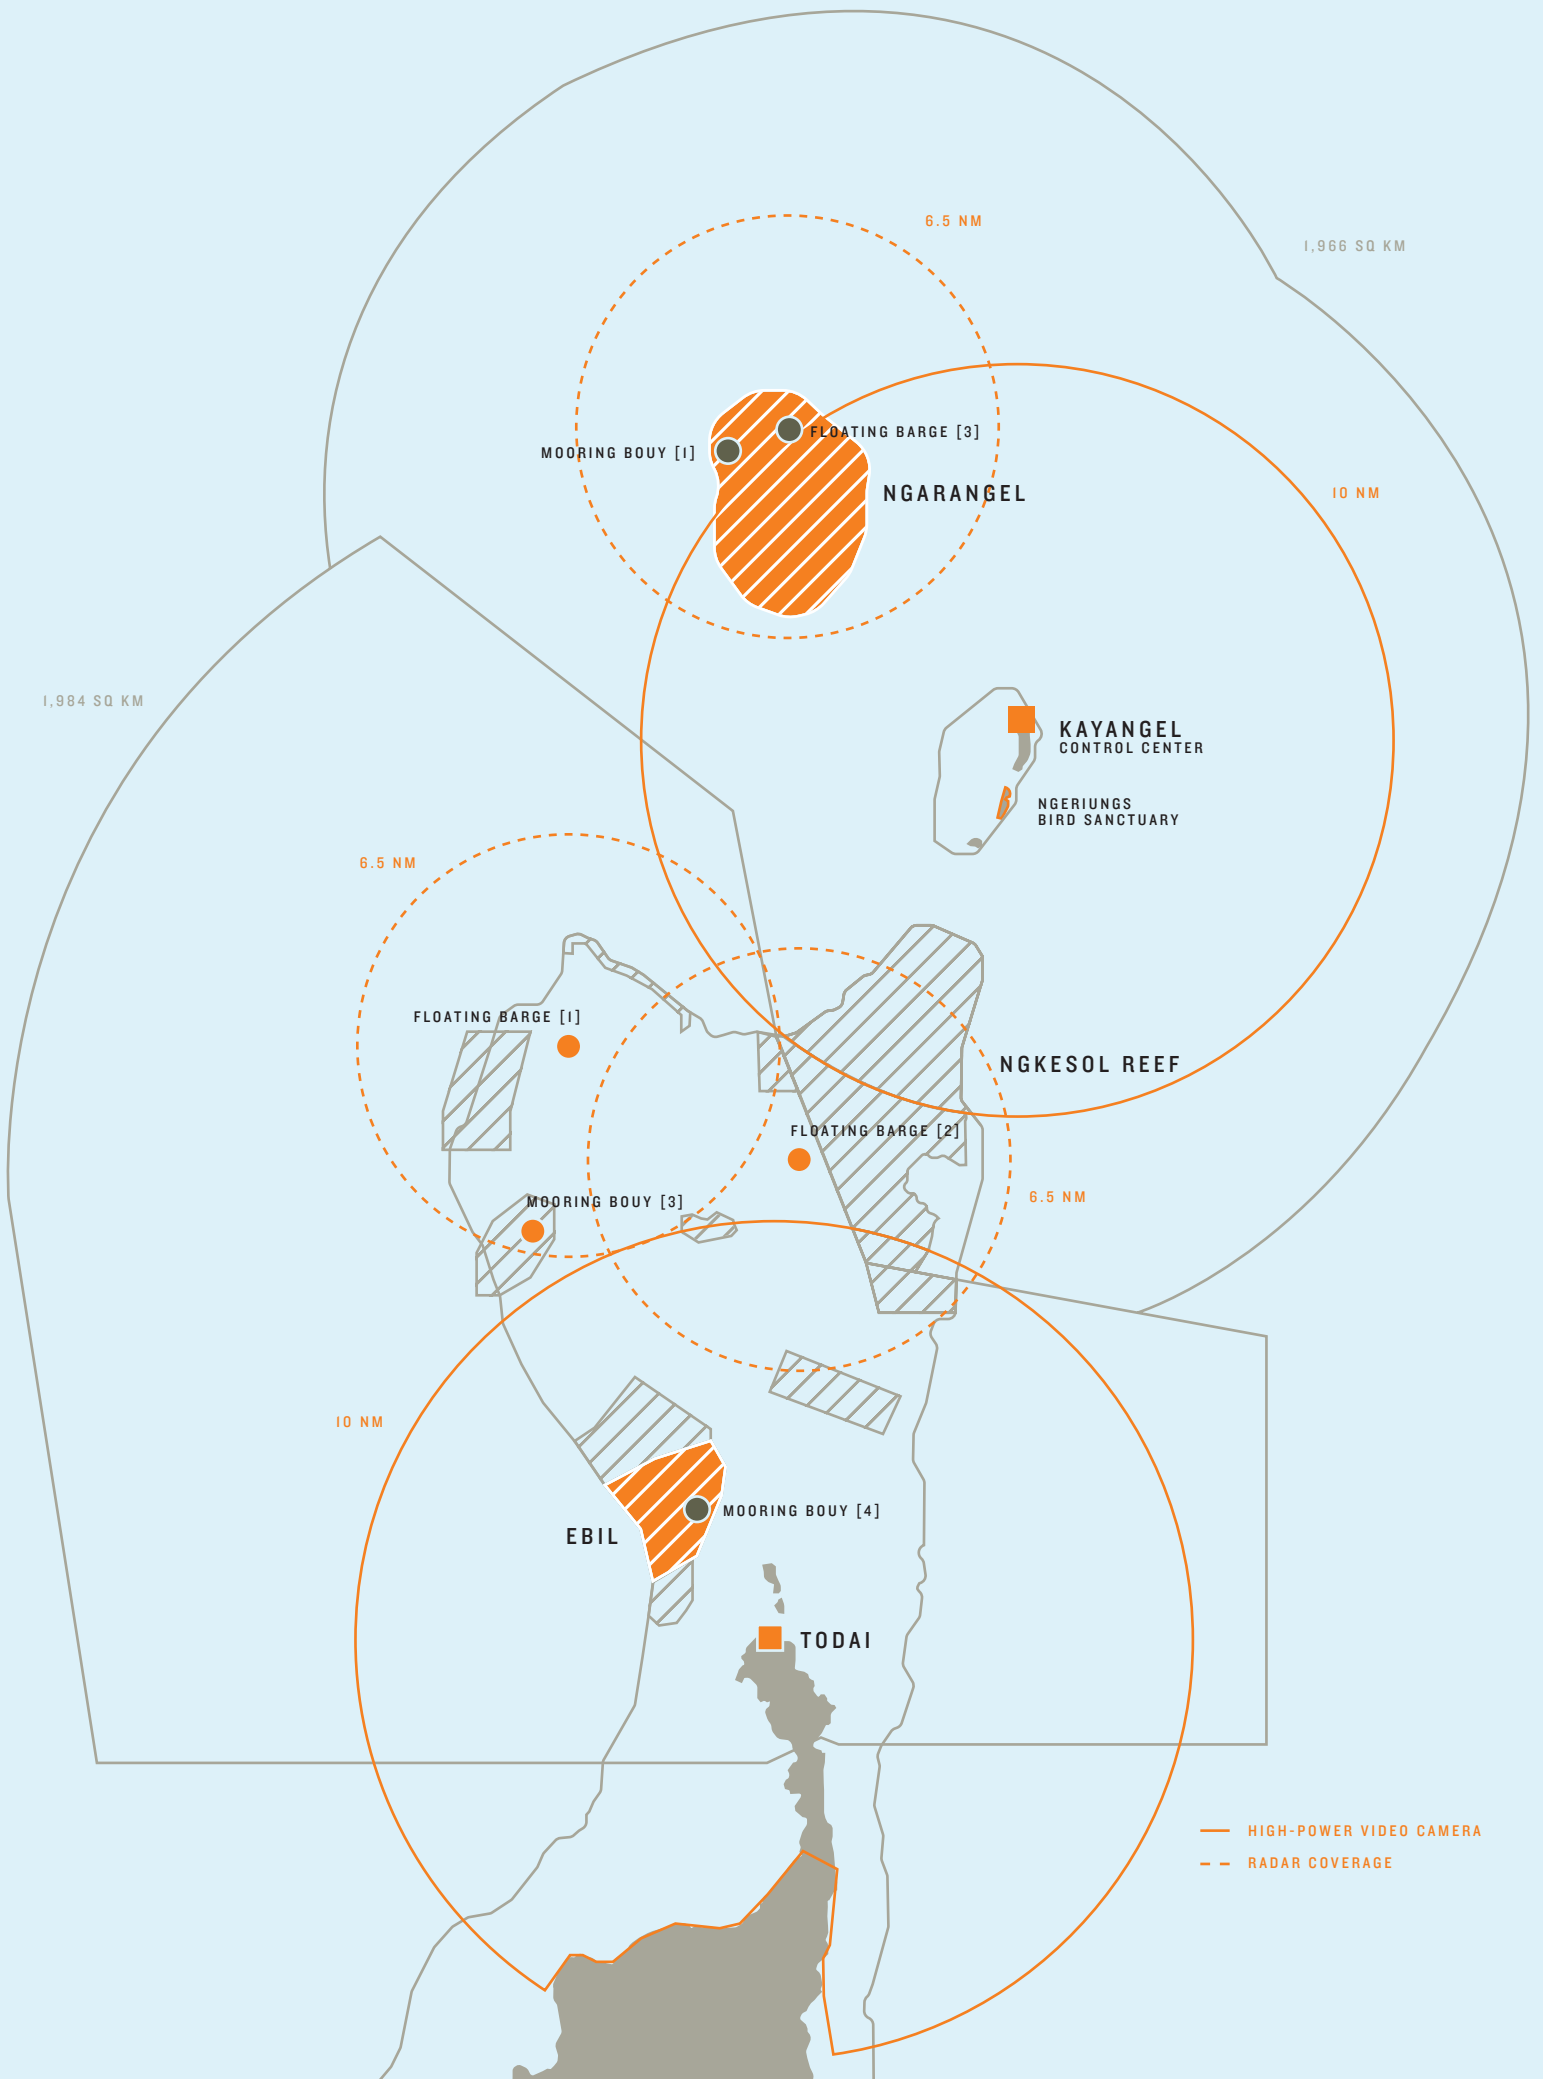 6.5 NM
1,966 SQ KM
FLOATING BARGE [3]
MOORING BOUY [1]
NGARANGEL
10 NM
1,984 SQ KM
KAYANGEL
CONTROL CENTER
NGERIUNGS
BIRD SANCTUARY
6.5 NM
FLOATING BARGE [1]
NGKESOL REEF
FLOATING BARGE [2]
6.5 NM
MOORING BOUY [3]
10 NM
MOORING BOUY [4]
EBIL
TODAI
HIGH-POWER VIDEO CAMERA
RADAR COVERAGE